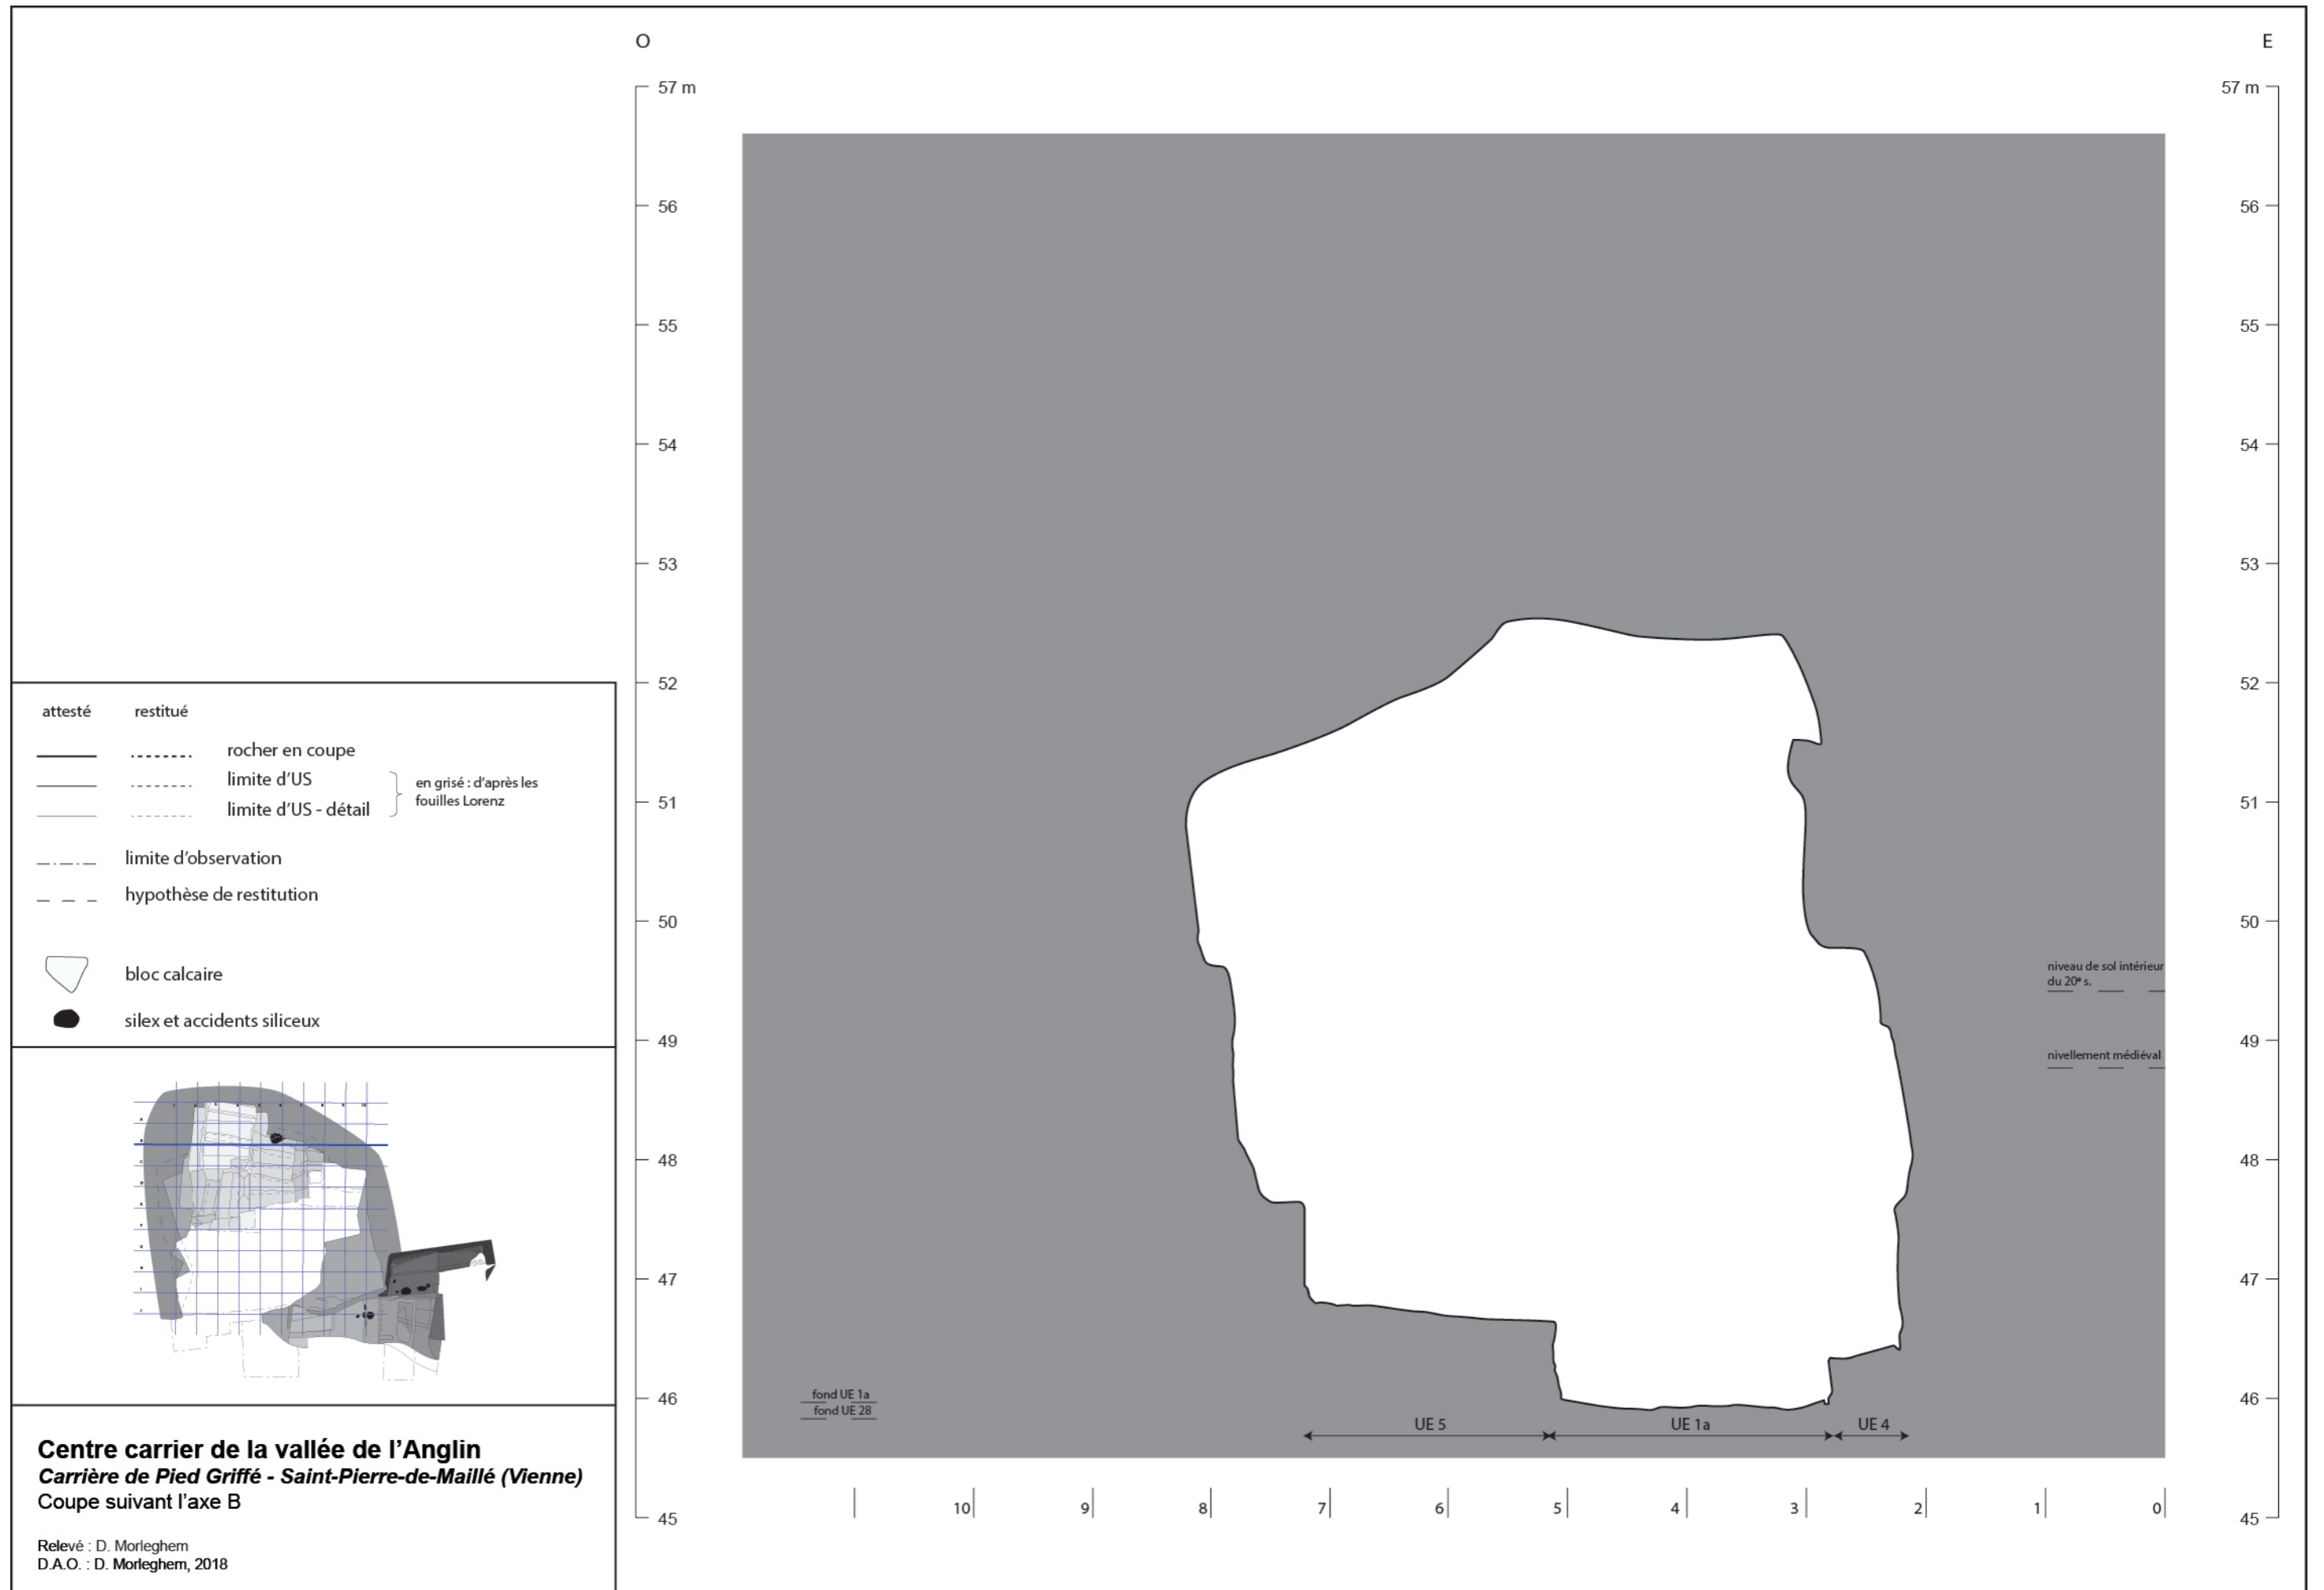 O
E
57 m
56
55
54
53
52
51
50
49
48
47
46
45
57 m
56
55
54
53
52
51
50
49
48
47
46
45
niveau de sol intérieur
du 20e s.
nivellement médiéval
fond UE 1a
fond UE 28
UE 5
UE 1a
UE 4
10
9
8
7
6
5
4
3
2
1
0
attesté
restitué
rocher en coupe
limite d'US
limite d'US - détail
en grisé : d'après les
fouilles Lorenz
limite d'observation
hypothèse de restitution
bloc calcaire
silex et accidents siliceux
Centre carrier de la vallée de l'Anglin
Carrière de Pied Griffé - Saint-Pierre-de-Maillé (Vienne)
Coupe suivant l'axe B
Relevé : D. Morleghem
D.A.O. : D. Morleghem, 2018